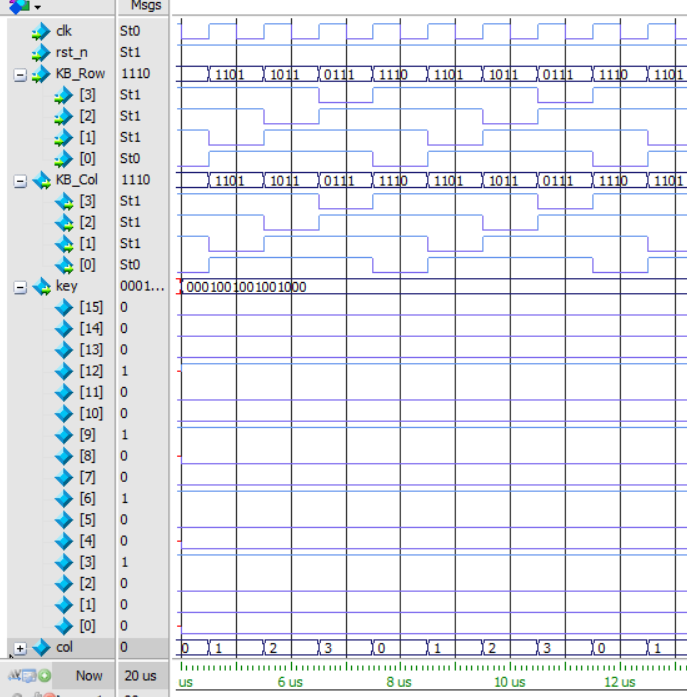 Msgs
clk St0
rst_n St1
KB_Row 1110 1101 1011 0111 1110 1101 1011 0111 1110 1101
[3] St1
[2] St1
[1] St1
[0] St0
KB_Col 1110 1101 1011 0111 1110 1101 1011 0111 1110 1101
[3] St1
[2] St1
[1] St1
[0] St0
key 0001... 0001001001001000
[15] 0
[14] 0
[13] 0
[12] 1
[11] 0
[10] 0
[9] 1
[8] 0
[7] 0
[6] 1
[5] 0
[4] 0
[3] 1
[2] 0
[1] 0
[0] 0
col 0 0 1 2 3 0 1 2 3 0 1
Now 20 us us 6 us 8 us 10 us 12 us